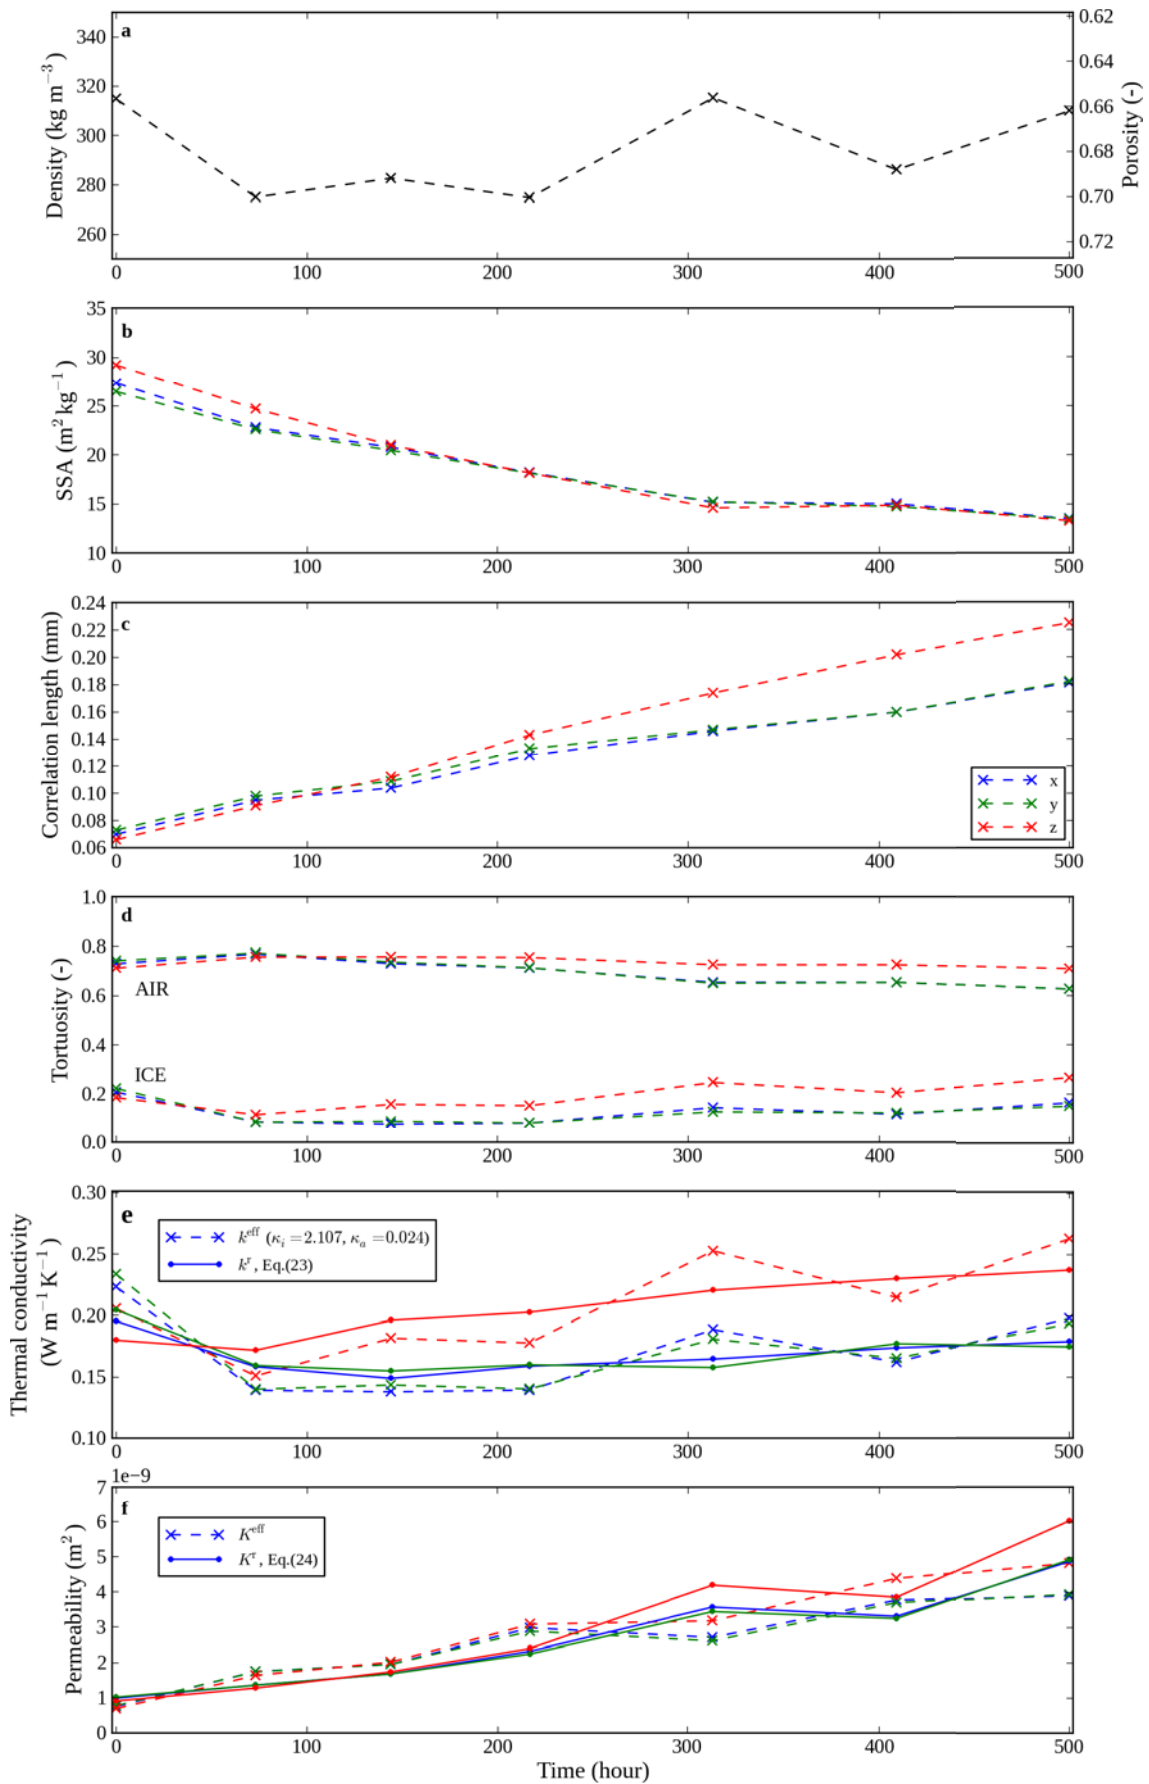 a
340
320
300
280
260
Density (kg m−3)
0.62
0.64
0.66
0.68
0.70
0.72
Porosity (-)
0 100 200 300 400 500
b
35
30
25
20
15
10
SSA (m2 kg−1)
0 100 200 300 400 500
c
0.24
0.22
0.20
0.18
0.16
0.14
0.12
0.10
0.08
0.06
Correlation length (mm)
x
y
z
0 100 200 300 400 500
d
1.0
0.8
0.6
0.4
0.2
0.0
Tortuosity (-)
AIR
ICE
0 100 200 300 400 500
e
0.30
0.25
0.20
0.15
0.10
Thermal conductivity
(W m−1 K−1)
keff (κi = 2.107, κa = 0.024)
kr, Eq.(23)
0 100 200 300 400 500
1e−9
f
7
6
5
4
3
2
1
0
Permeability (m2)
Keff
Kr, Eq.(24)
0 100 200 300 400 500
Time (hour)